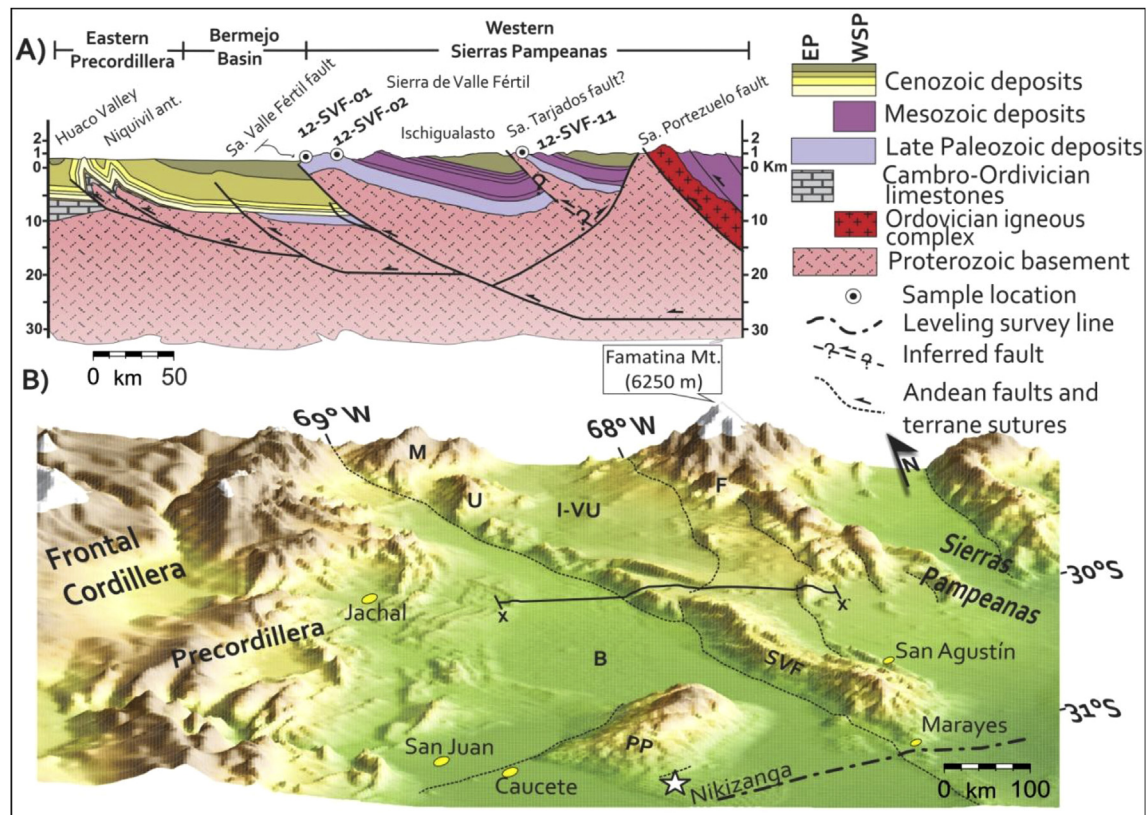 A)
Eastern
Precordillera
Bermejo
Basin
Western
Sierras Pampeanas
Huaco Valley
Niquivil ant.
Sa. Valle Fértil fault
12-SVF-01
12-SVF-02
Sierra de Valle Fértil
Ischigualasto
Sa. Tarjados fault?
12-SVF-11
Sa. Portezuelo fault
2
1
0
10
20
30
2
1
0 Km
10
20
30
?
?
0 km 50
EP
WSP
Cenozoic deposits
Mesozoic deposits
Late Paleozoic deposits
Cambro-Ordivician
limestones
Ordovician igneous
complex
Proterozoic basement
Sample location
Leveling survey line
? ?
Inferred fault
Andean faults and
terrane sutures
B)
Famatina Mt.
(6250 m)
69° W
68° W
N
M
U
I-VU
F
Frontal
Cordillera
Sierras
Pampeanas
-30°S
Jachal
x
x'
Precordillera
B
SVF
San Agustín
-31°S
PP
Marayes
San Juan
Caucete
Nikizanga
0 km 100